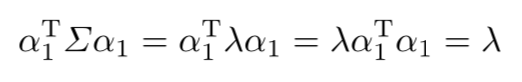 α₁ᵀΣα₁ = α₁ᵀλα₁ = λα₁ᵀα₁ = λ